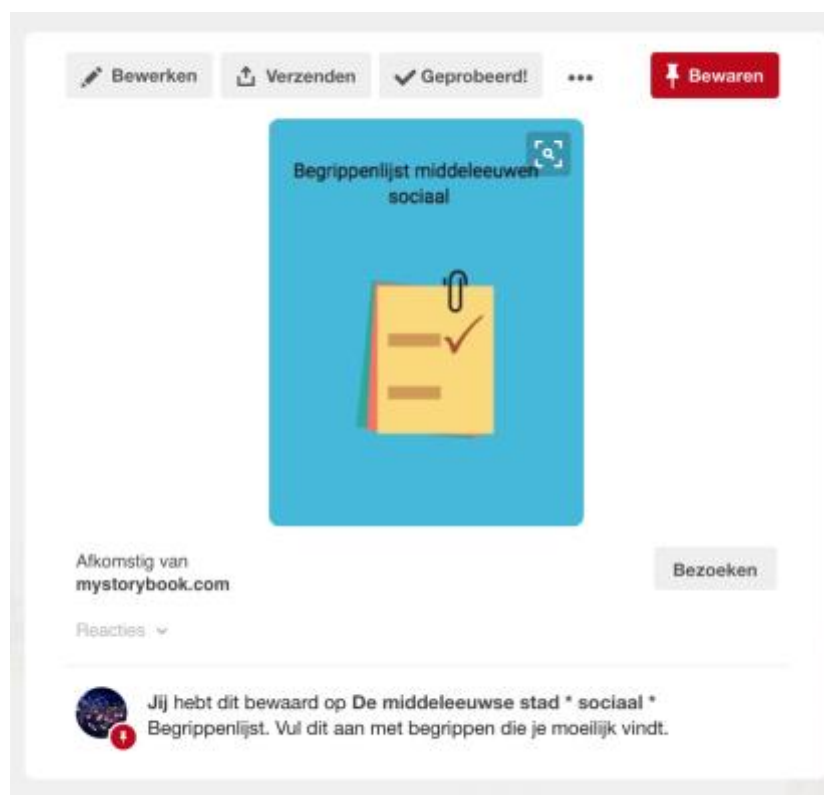 Bewerken Verzenden Geprobeerd! Bewaren
Begrippenlijst middeleeuwen
sociaal
Afkomstig van
mystorybook.com
Bezoeken
Reacties
Jij hebt dit bewaard op De middeleeuwse stad * sociaal *
Begrippenlijst. Vul dit aan met begrippen die je moeilijk vindt.